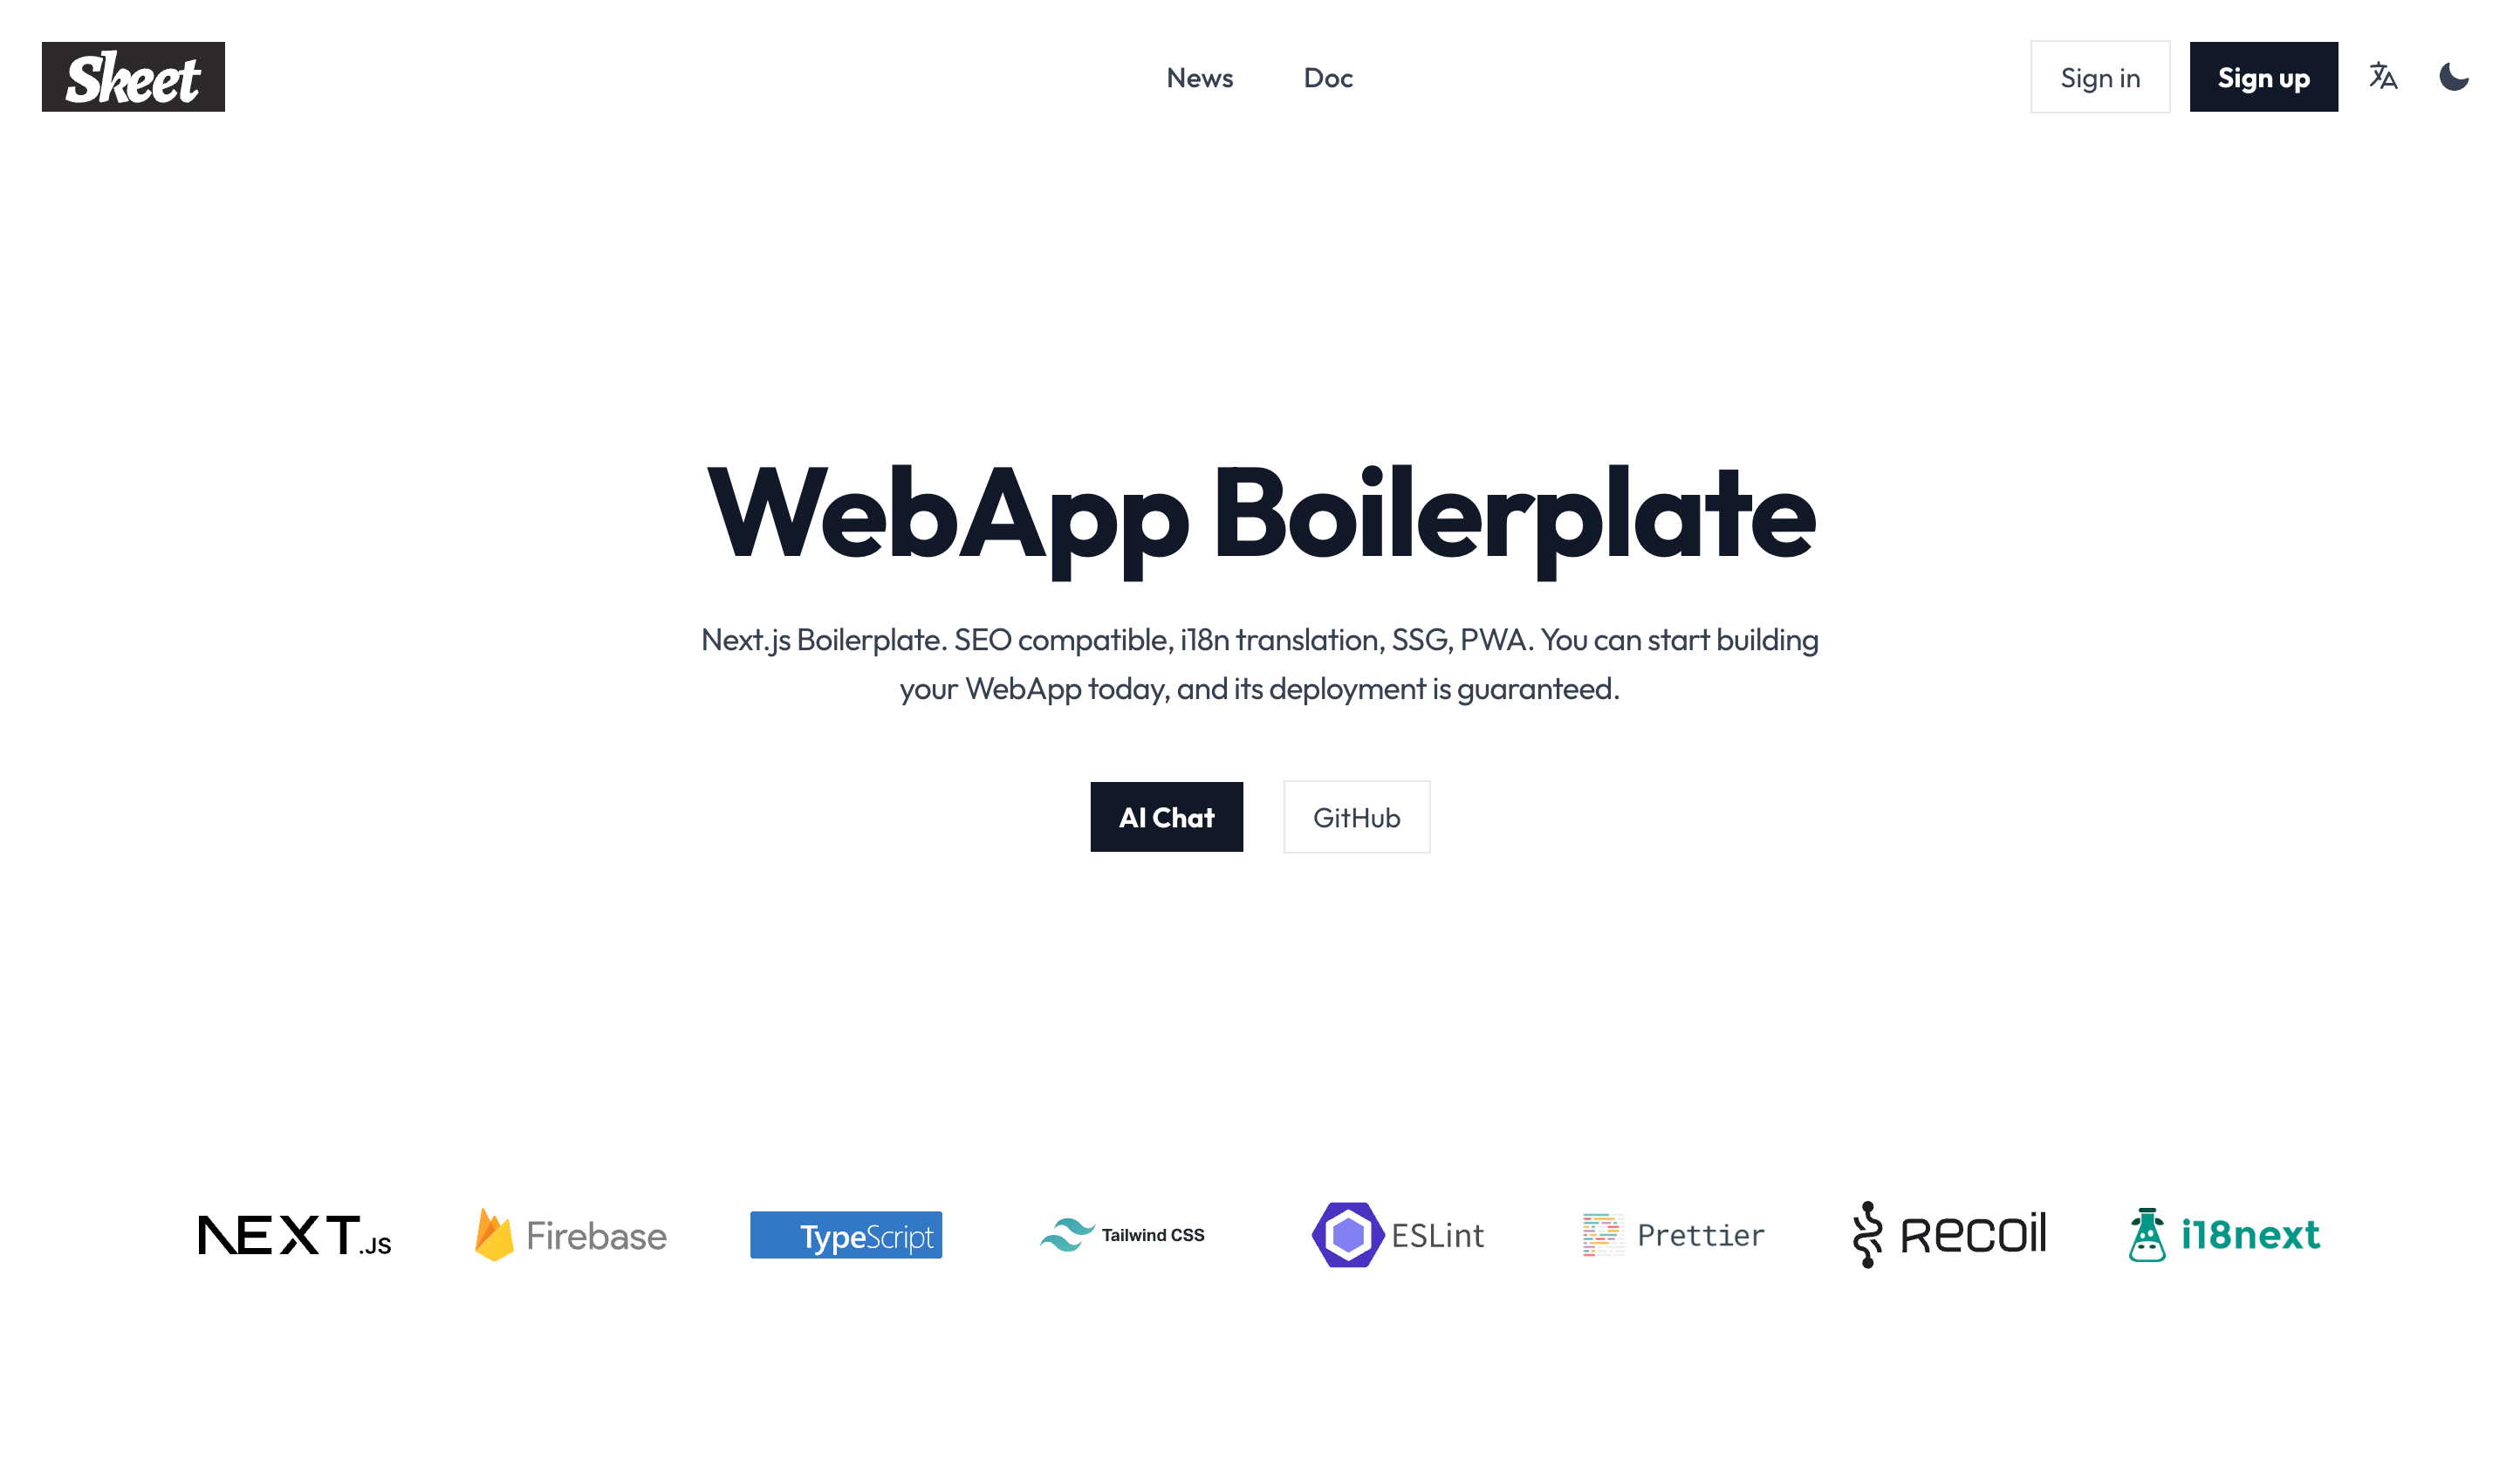 Skeet
News
Doc
Sign in
Sign up
WebApp Boilerplate
Next.js Boilerplate. SEO compatible, i18n translation, SSG, PWA. You can start building
your WebApp today, and its deployment is guaranteed.
AI Chat
GitHub
NEXT.JS
Firebase
TypeScript
Tailwind CSS
ESLint
Prettier
Recoil
i18next